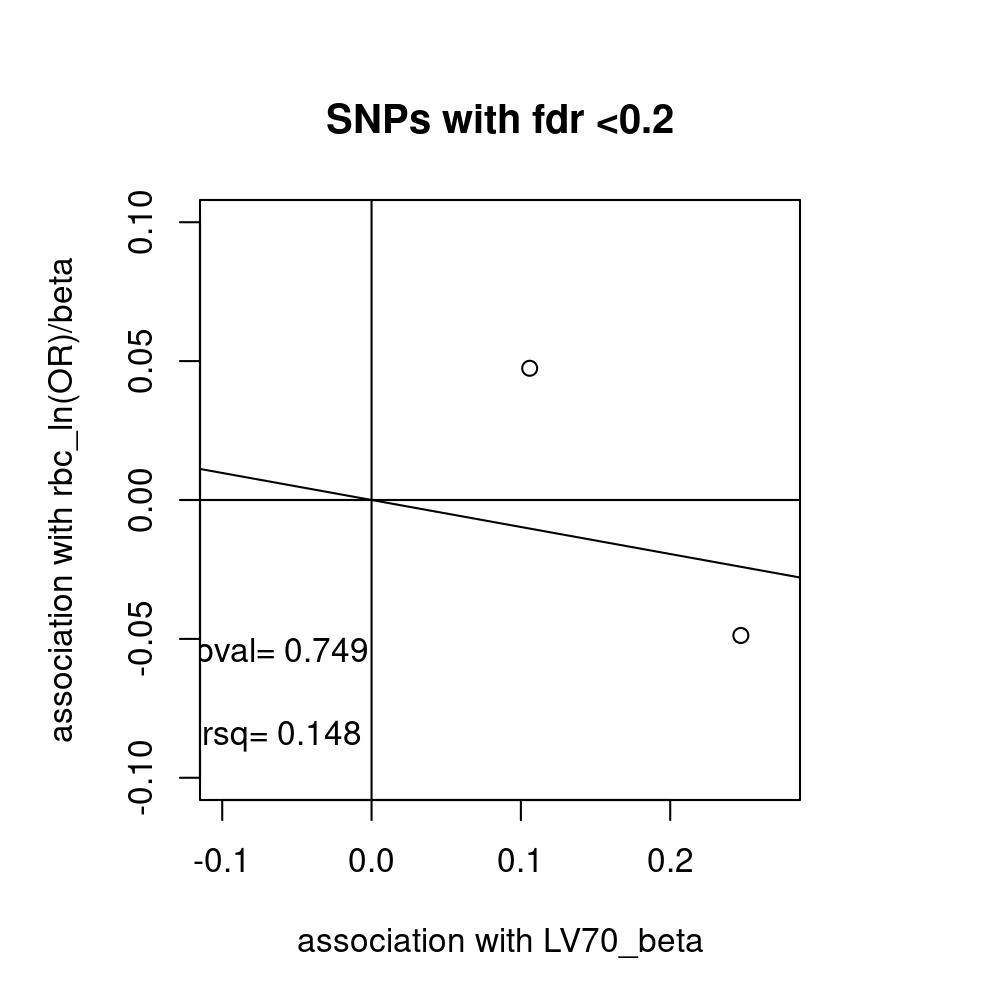 SNPs with fdr <0.2
association with rbc_ln(OR)/beta
0.10
0.05
0.00
-0.05
-0.10
pval= 0.749
rsq= 0.148
-0.1 0.0 0.1 0.2
association with LV70_beta